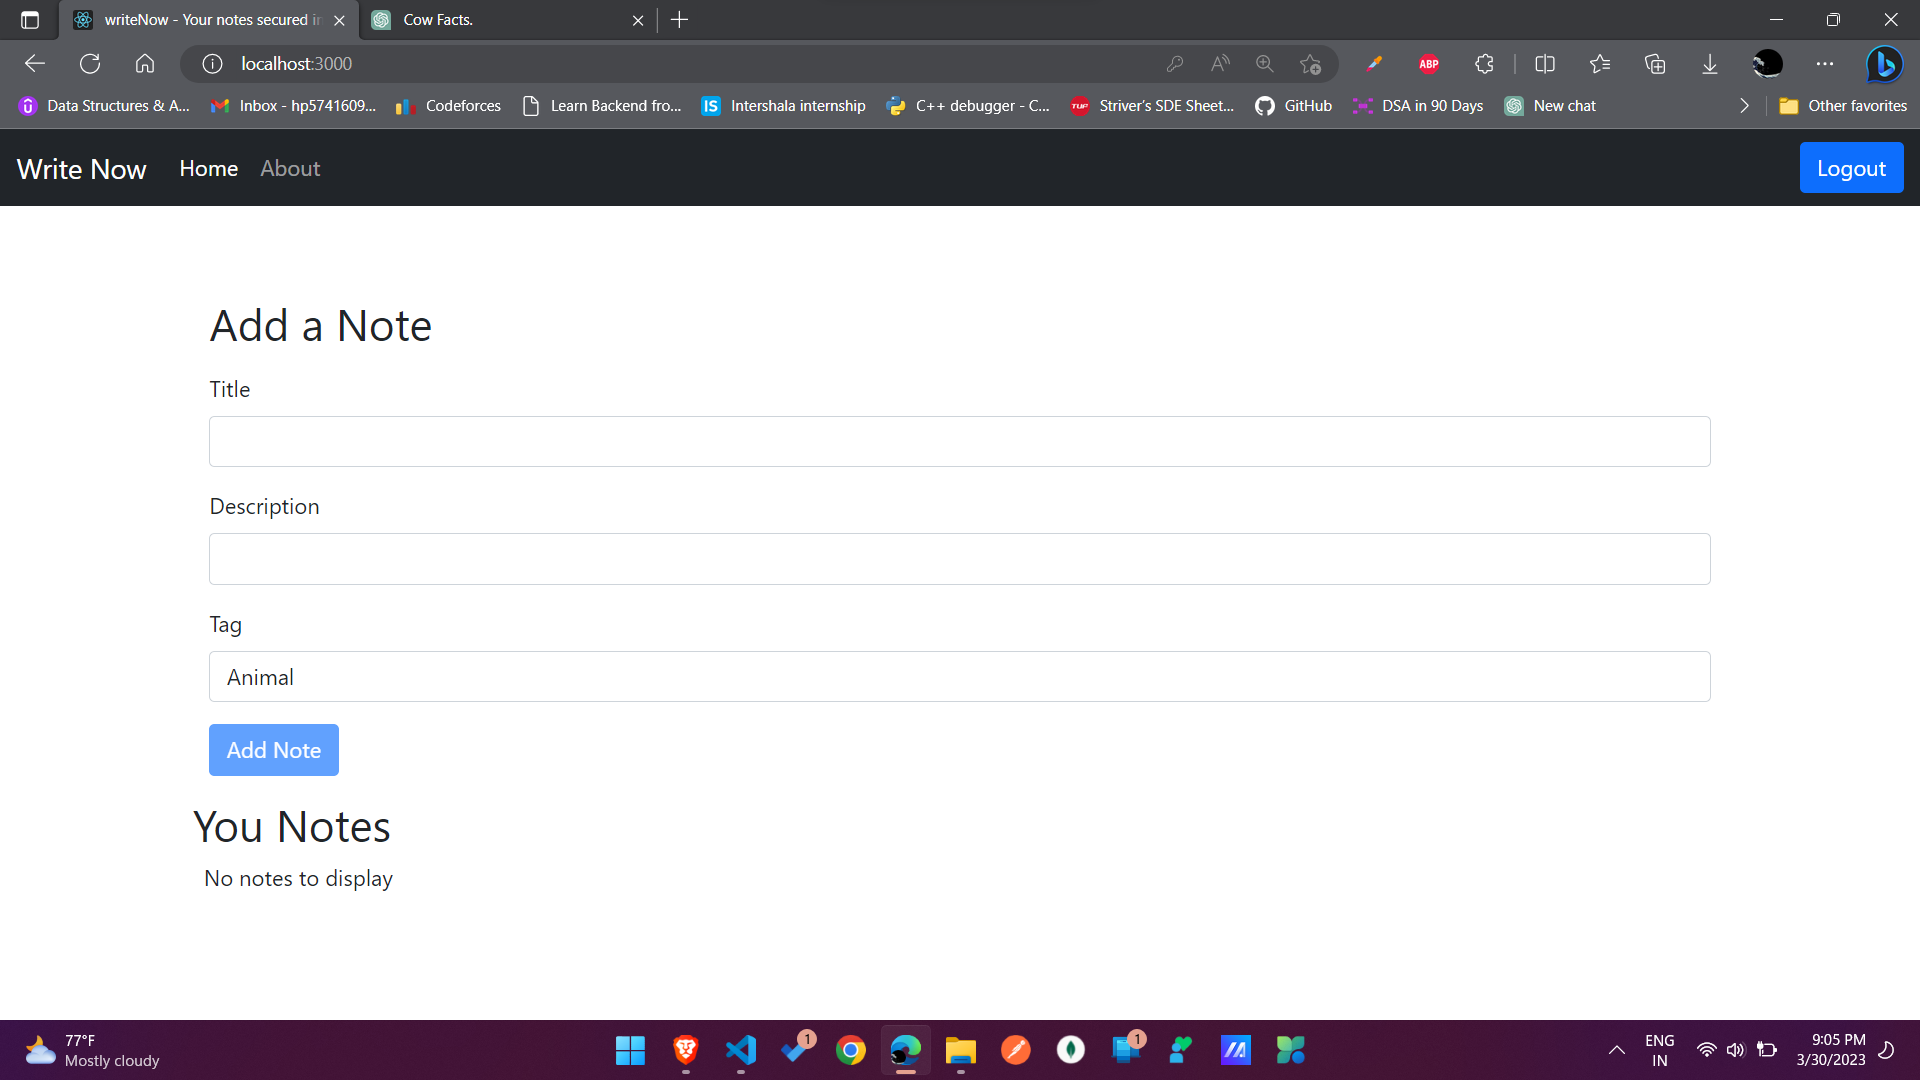 writeNow - Your notes secured in
Cow Facts.
localhost:3000
ABP
Data Structures & A...
Inbox - hp5741609...
Codeforces
Learn Backend fro...
IS Intershala internship
C++ debugger - C...
TUF Striver's SDE Sheet...
GitHub
DSA in 90 Days
New chat
Other favorites
Write Now
Home
About
Logout
Add a Note
Title
Description
Tag
Animal
Add Note
You Notes
No notes to display
77°F
Mostly cloudy
1
1
ENG
IN
9:05 PM
3/30/2023